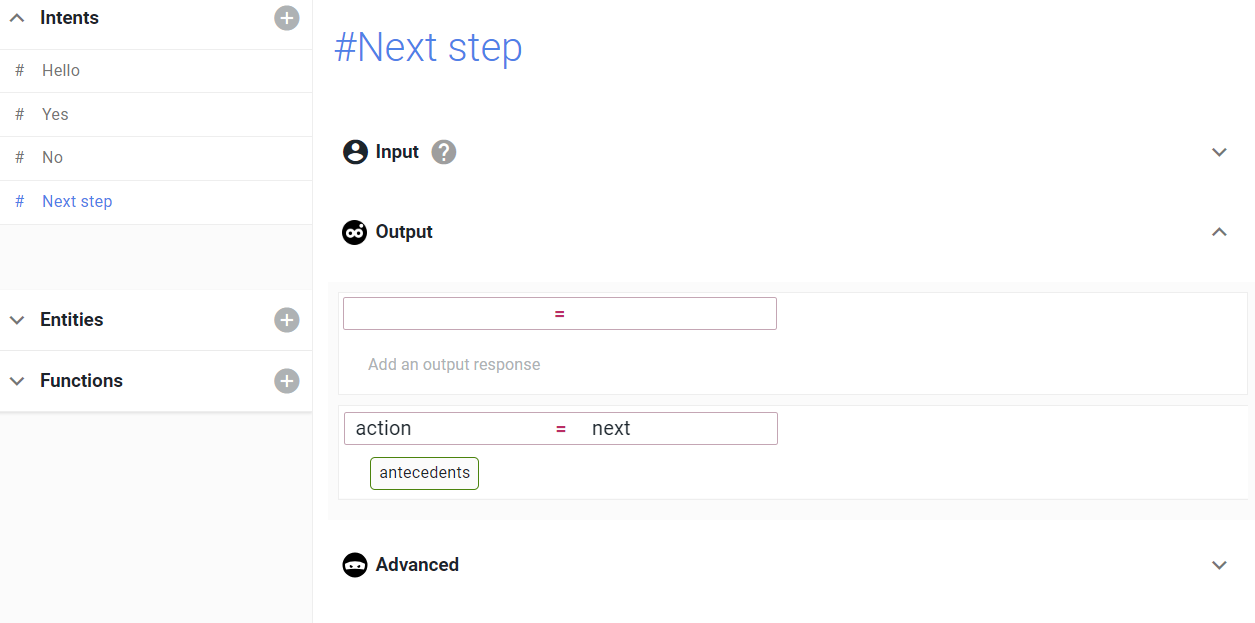 Intents
# Hello
# Yes
# No
# Next step
Entities
Functions
#Next step
Input ?
Output
=
Add an output response
action = next
antecedents
Advanced